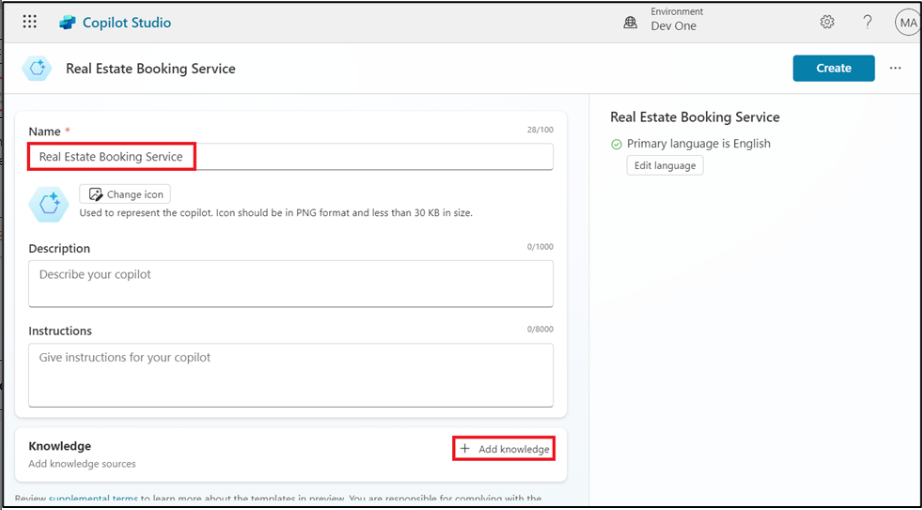 Copilot Studio
Environment
Dev One
?
MA
Real Estate Booking Service
Create
...
Name *
28/100
Real Estate Booking Service
Change icon
Used to represent the copilot. Icon should be in PNG format and less than 30 KB in size.
Description
0/1000
Describe your copilot
Instructions
0/8000
Give instructions for your copilot
Knowledge
Add knowledge sources
+ Add knowledge
Review supplemental terms to learn more about the templates in preview. You are responsible for complying with the
Real Estate Booking Service
Primary language is English
Edit language